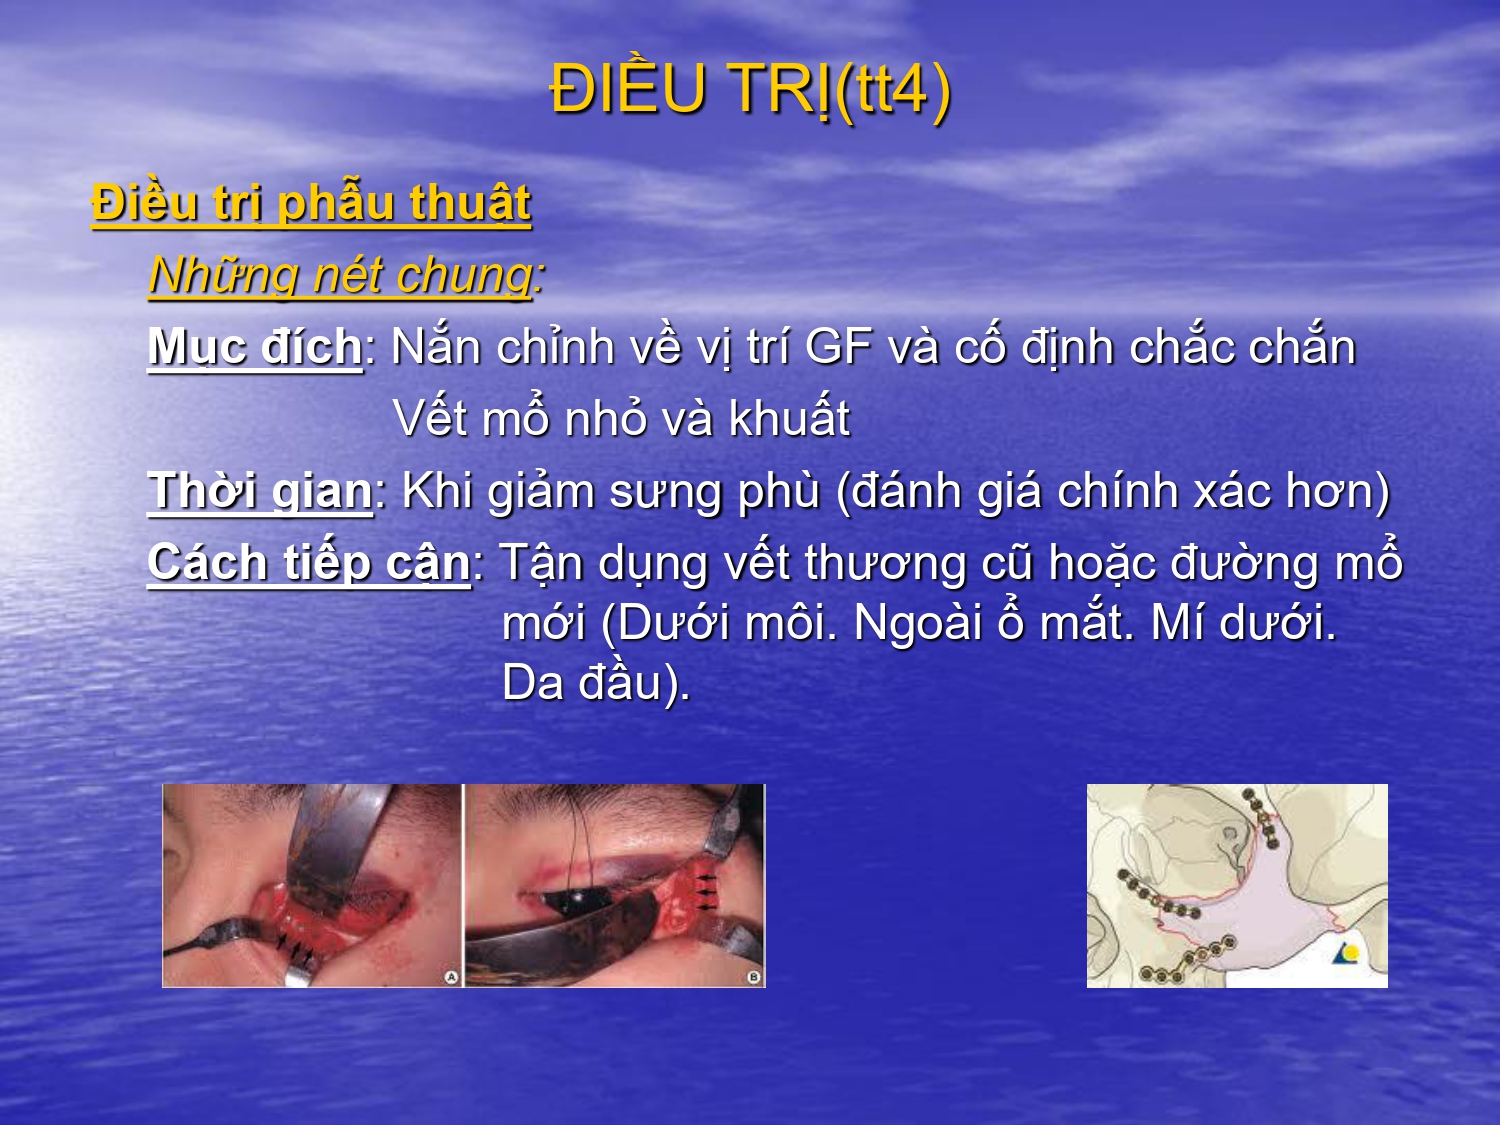 ĐIỀU TRỊ(tt4)
Điều trị phẫu thuật
Những nét chung:
Mục đích: Nắn chỉnh về vị trí GF và cố định chắc chắn
Vết mổ nhỏ và khuất
Thời gian: Khi giảm sưng phù (đánh giá chính xác hơn)
Cách tiếp cận: Tận dụng vết thương cũ hoặc đường mổ
mới (Dưới môi. Ngoài ổ mắt. Mí dưới.
Da đầu).
A
B